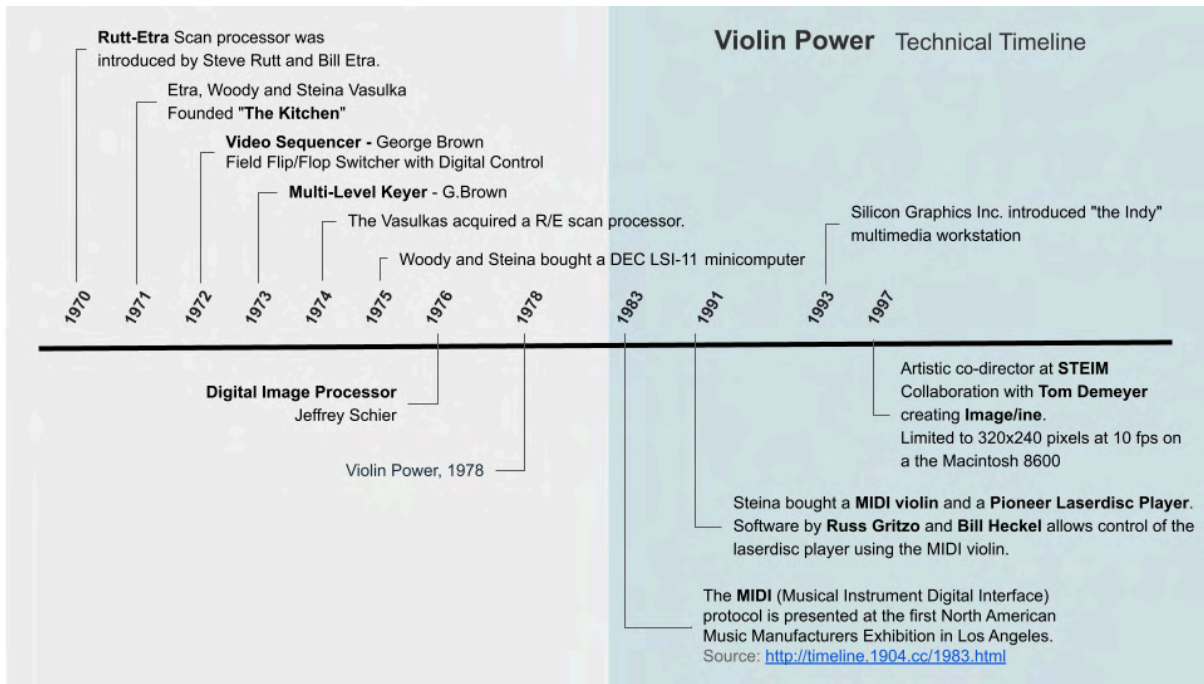 Violin Power Technical Timeline
Rutt-Etra Scan processor was
introduced by Steve Rutt and Bill Etra.
Etra, Woody and Steina Vasulka
Founded "The Kitchen"
Video Sequencer - George Brown
Field Flip/Flop Switcher with Digital Control
Multi-Level Keyer - G.Brown
The Vasulkas acquired a R/E scan processor.
Woody and Steina bought a DEC LSI-11 minicomputer
Silicon Graphics Inc. introduced "the Indy"
multimedia workstation
1970
1971
1972
1973
1974
1975
1976
1978
1983
1991
1993
1997
Digital Image Processor
Jeffrey Schier
Violin Power, 1978
Artistic co-director at STEIM
Collaboration with Tom Demeyer
creating Image/ine.
Limited to 320x240 pixels at 10 fps on
a the Macintosh 8600
Steina bought a MIDI violin and a Pioneer Laserdisc Player.
Software by Russ Gritzo and Bill Heckel allows control of the
laserdisc player using the MIDI violin.
The MIDI (Musical Instrument Digital Interface)
protocol is presented at the first North American
Music Manufacturers Exhibition in Los Angeles.
Source: http://timeline.1904.cc/1983.html